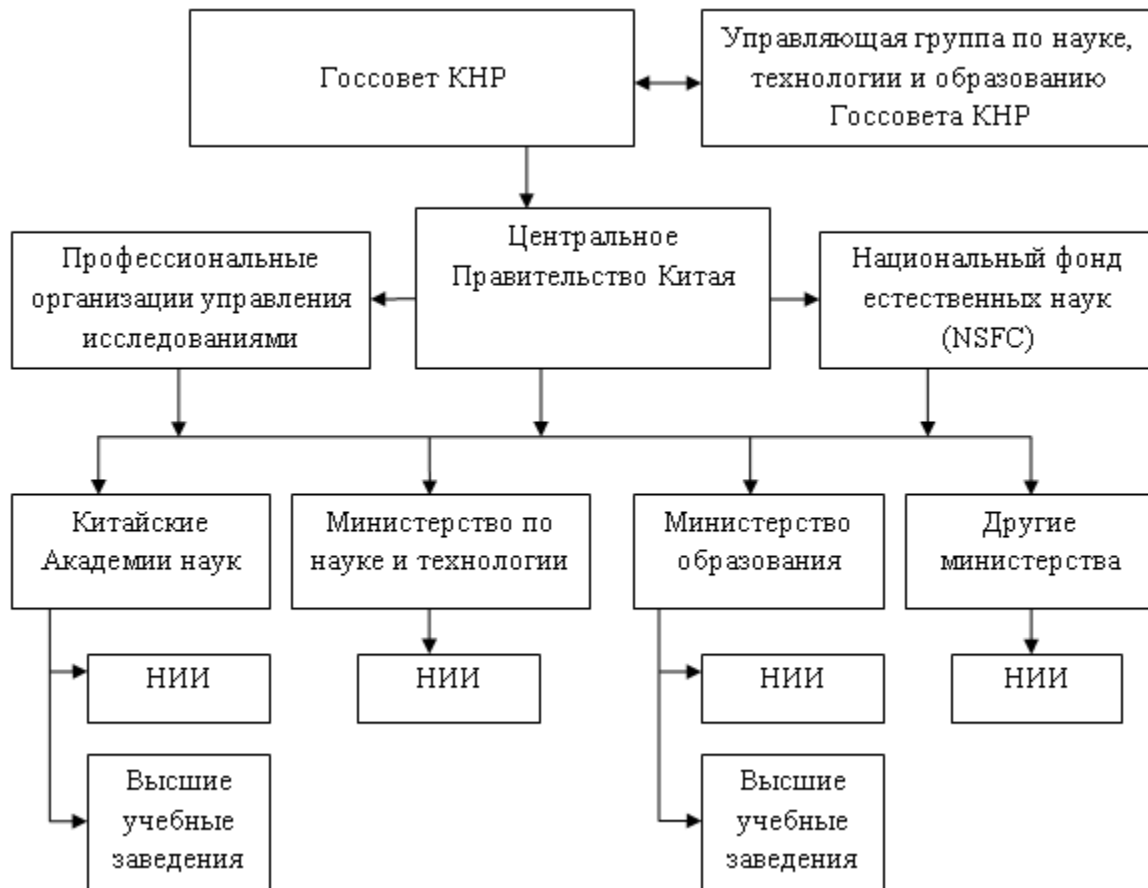 Госсовет КНР
Управляющая группа по науке,
технологии и образованию
Госсовета КНР
Профессиональные
организации управления
исследованиями
Центральное
Правительство Китая
Национальный фонд
естественных наук
(NSFC)
Китайские
Академии наук
Министерство по
науке и технологии
Министерство
образования
Другие
министерства
НИИ
НИИ
НИИ
НИИ
Высшие
учебные
заведения
Высшие
учебные
заведения